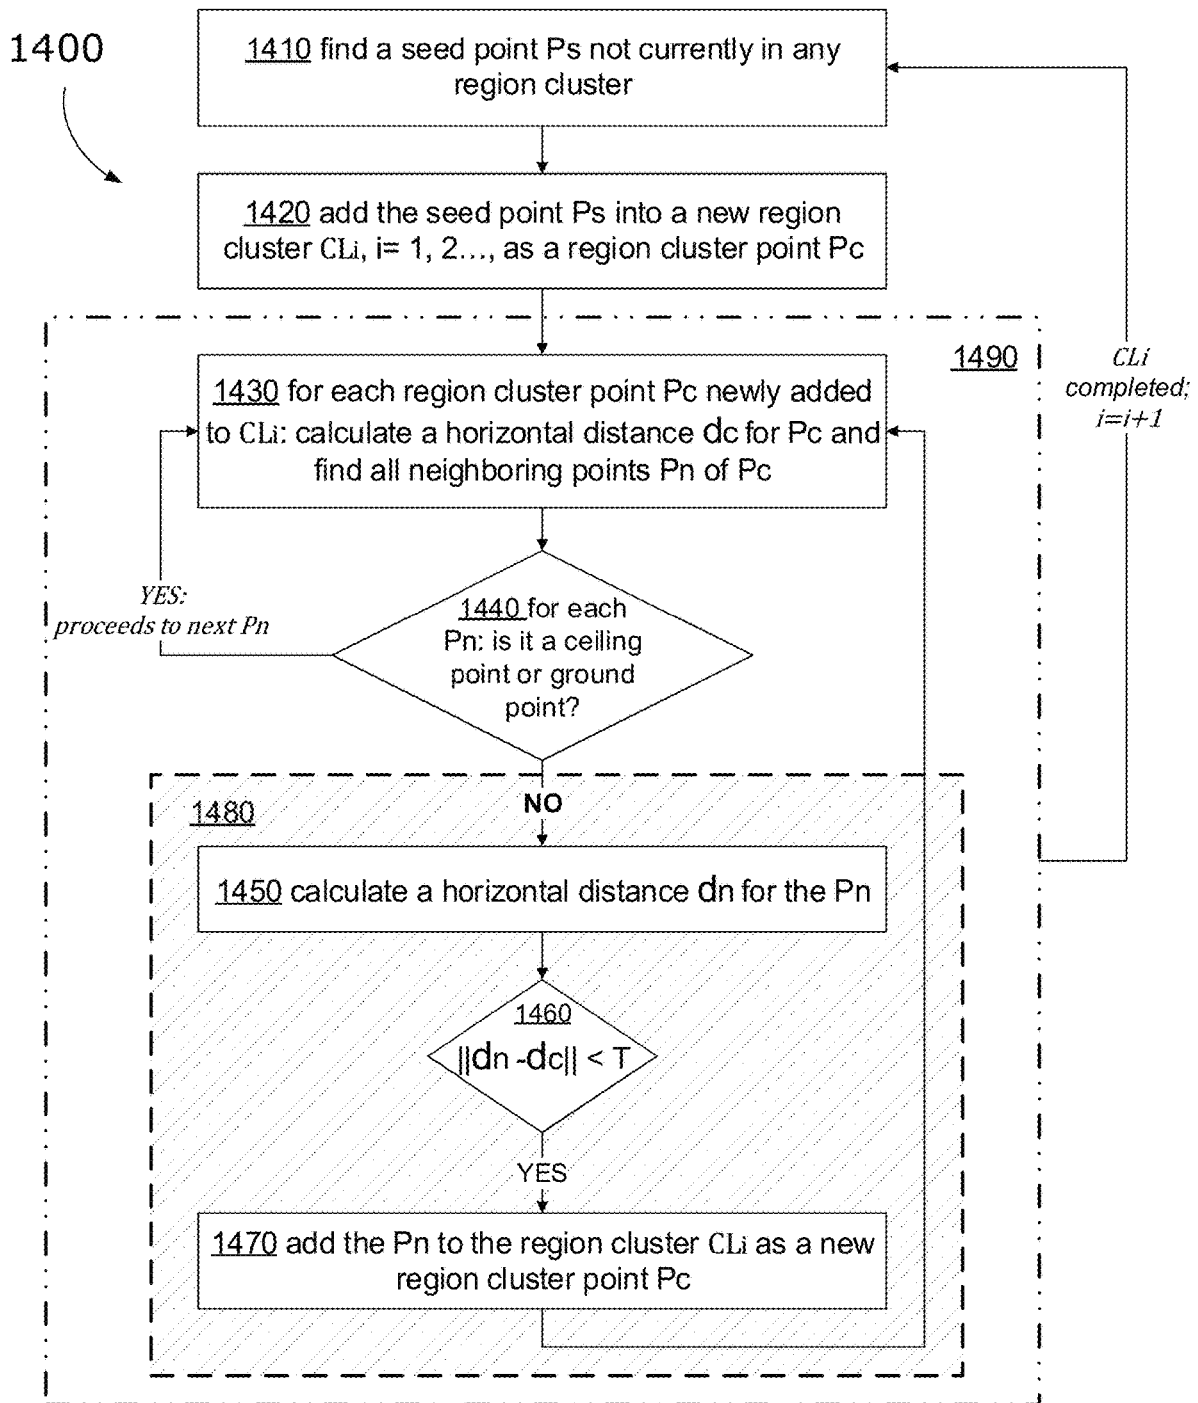 1400
1410 find a seed point Ps not currently in any
region cluster
1420 add the seed point Ps into a new region
cluster CLi, i= 1, 2..., as a region cluster point Pc
1490
CLi
completed;
i=i+1
1430 for each region cluster point Pc newly added
to CLi: calculate a horizontal distance dc for Pc and
find all neighboring points Pn of Pc
YES:
proceeds to next Pn
1440 for each
Pn: is it a ceiling
point or ground
point?
NO
1480
1450 calculate a horizontal distance dn for the Pn
1460
||dn -dc|| < T
YES
1470 add the Pn to the region cluster CLi as a new
region cluster point Pc